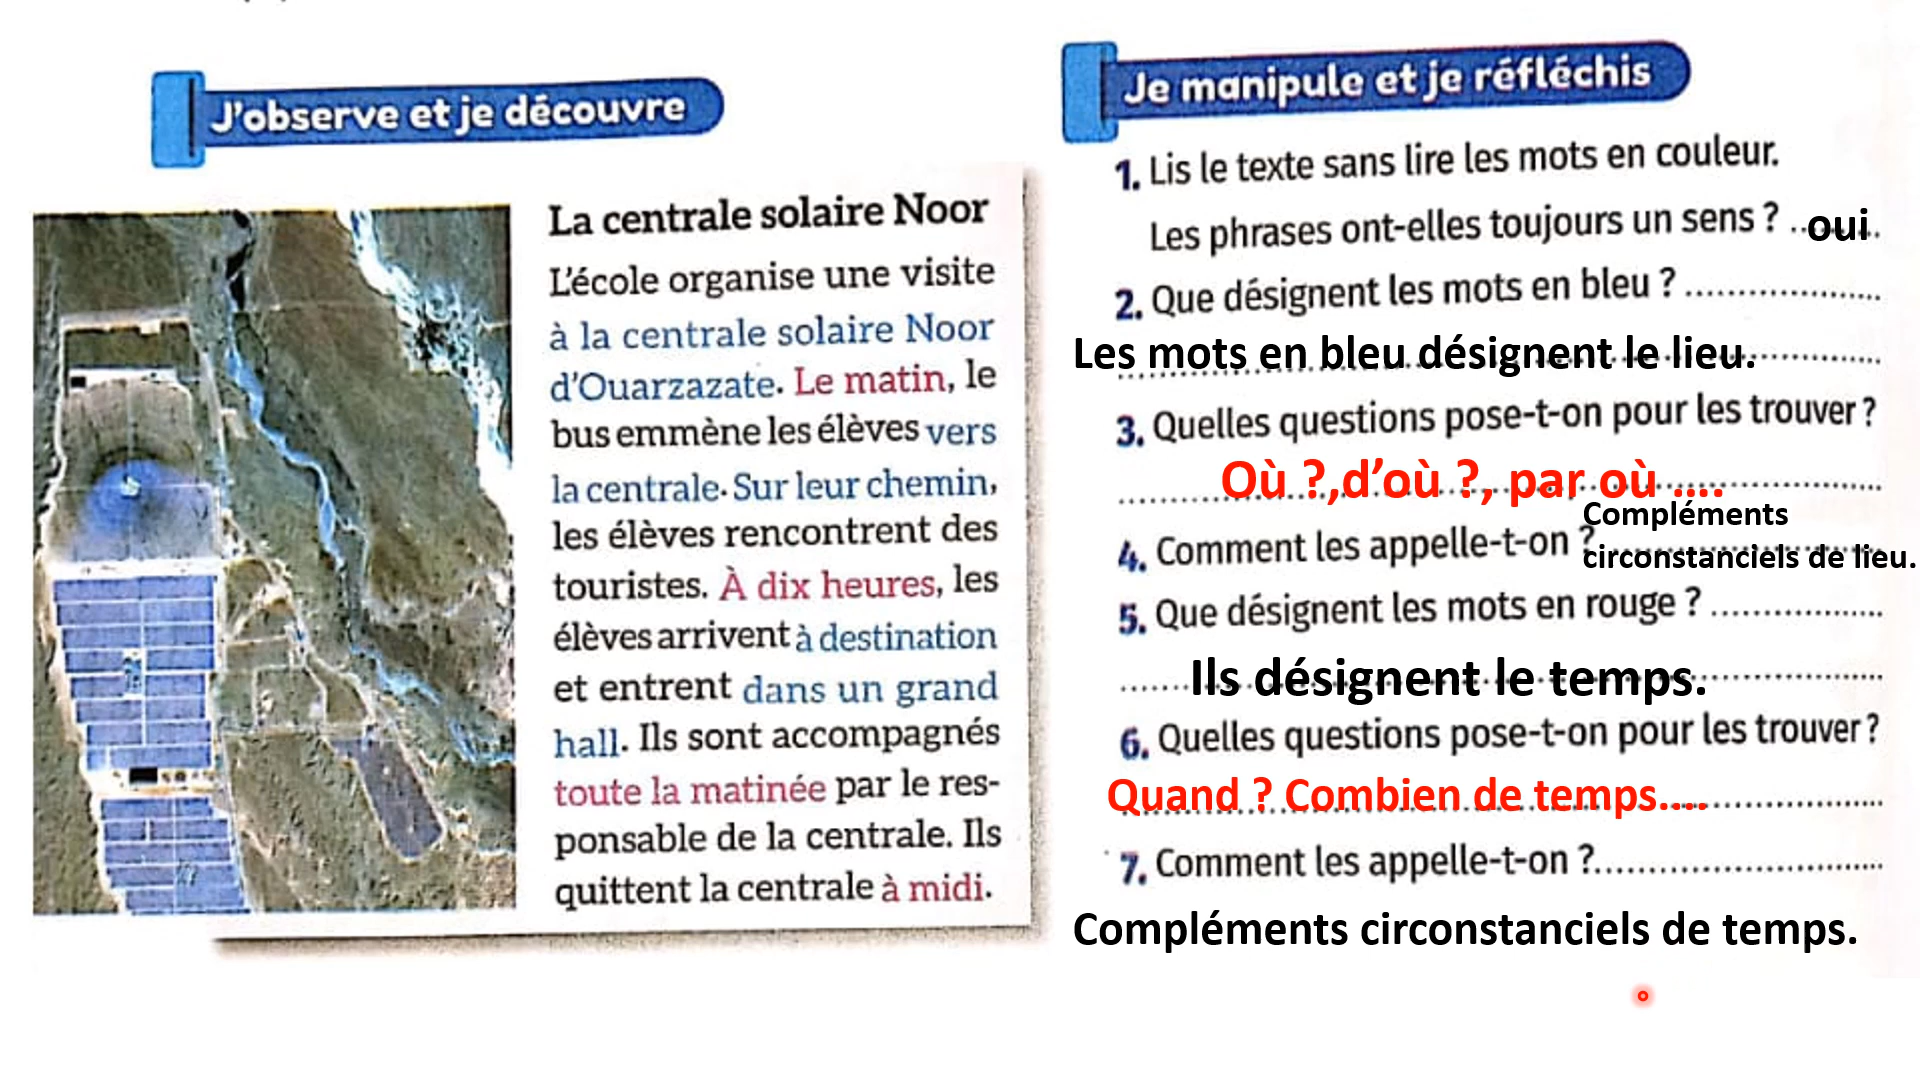 J'observe et je découvre
La centrale solaire Noor
L'école organise une visite
à la centrale solaire Noor
d'Ouarzazate. Le matin, le
bus emmène les élèves vers
la centrale. Sur leur chemin,
les élèves rencontrent des
touristes. À dix heures, les
élèves arrivent à destination
et entrent dans un grand
hall. Ils sont accompagnés
toute la matinée par le res-
ponsable de la centrale. Ils
quittent la centrale à midi.
Je manipule et je réfléchis
1. Lis le texte sans lire les mots en couleur.
Les phrases ont-elles toujours un sens ? oui
2. Que désignent les mots en bleu ?
Les mots en bleu désignent le lieu.
3. Quelles questions pose-t-on pour les trouver ?
Où ?,d’où ?, par où ....
4. Comment les appelle-t-on ?
Compléments
circonstanciels de lieu.
5. Que désignent les mots en rouge ?
Ils désignent le temps.
6. Quelles questions pose-t-on pour les trouver ?
Quand ? Combien de temps....
7. Comment les appelle-t-on ?
Compléments circonstanciels de temps.